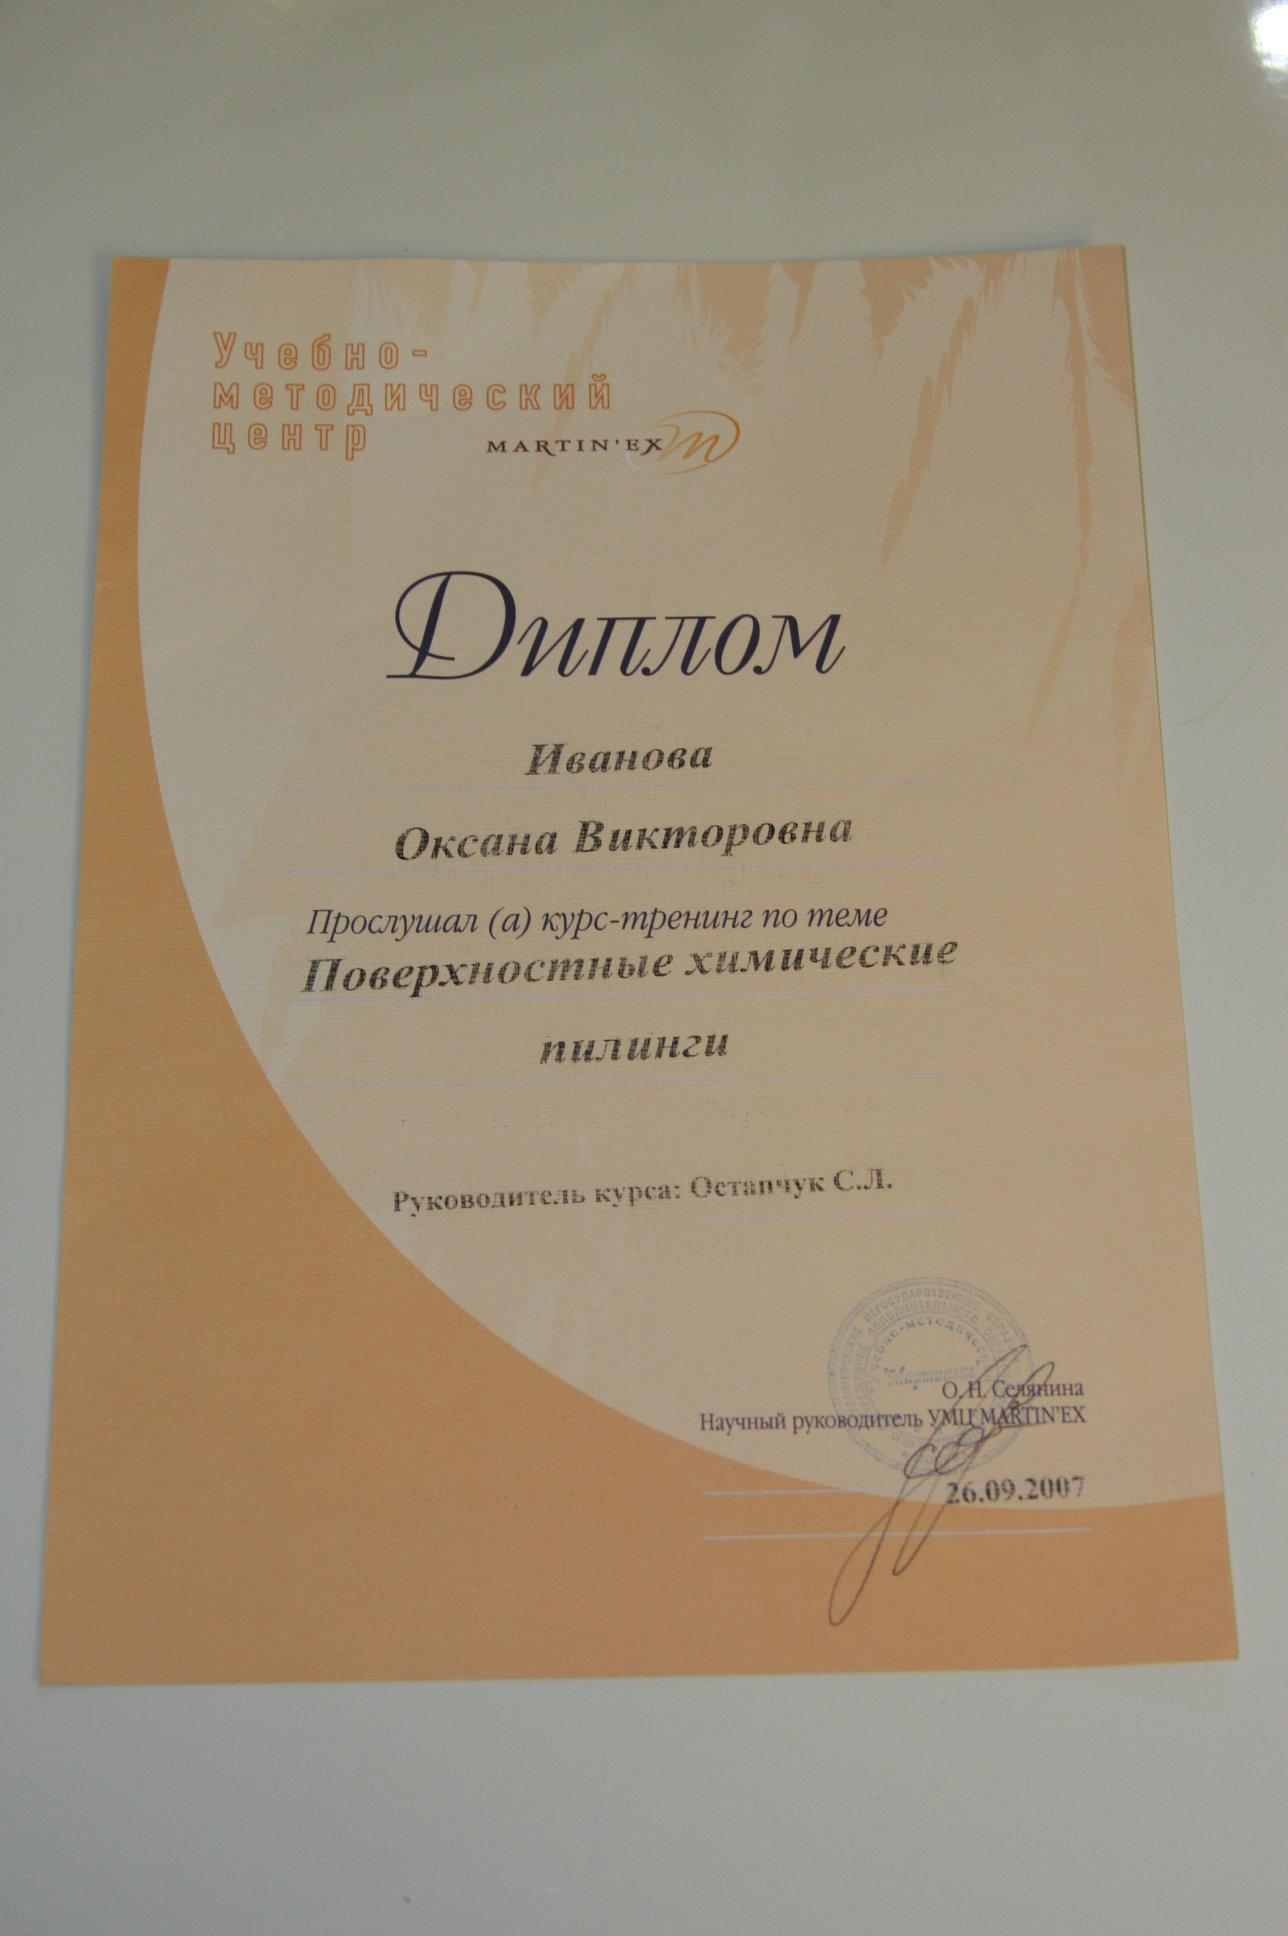 Учебно-
методический
центр
MARTIN'EX
Диплом
Иванова
Оксана Викторовна
Прослушал (а) курс-тренинг по теме
Поверхностные химические
пилинги
Руководитель курса: Остапчук С.Л.
О. Н. Селянина
Научный руководитель УМЦ MARTIN'EX
26.09.2007